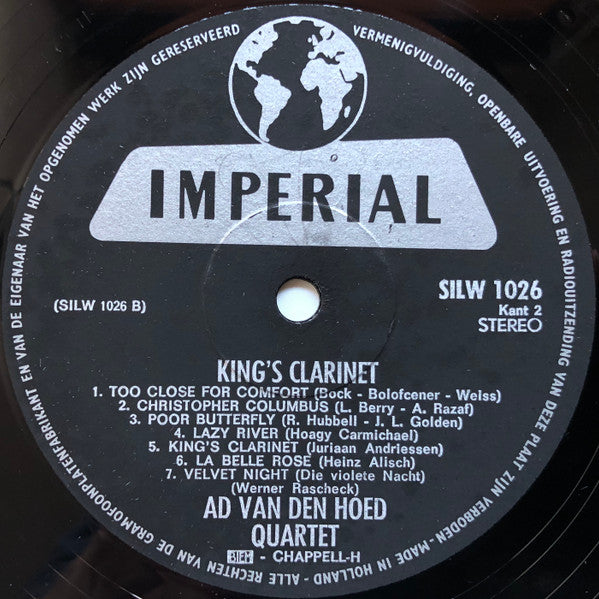 ALLE RECHTEN VAN DE GRAMOFOONPLATENFABRIKANT EN VAN DE EIGENAAR VAN HET OPGENOMEN WERK ZIJN GERESERVEERD
VERMENIGVULDIGING, OPENBARE UITVOERING EN RADIOUITZENDING VAN DEZE PLAAT ZIJN VERBODEN - MADE IN HOLLAND -
IMPERIAL
(SILW 1026 B)
SILW 1026
Kant 2
STEREO
KING'S CLARINET
1. TOO CLOSE FOR COMFORT (Bock - Bolofcener - Weiss)
2. CHRISTOPHER COLUMBUS (L. Berry - A. Razaf)
3. POOR BUTTERFLY (R. Hubbell - J. L. Golden)
4. LAZY RIVER (Hoagy Carmichael)
5. KING'S CLARINET (Juriaan Andriessen)
6. LA BELLE ROSE (Heinz Alisch)
7. VELVET NIGHT (Die violete Nacht)
(Werner Rascheck)
AD VAN DEN HOED
QUARTET
BIEM - CHAPPELL-H